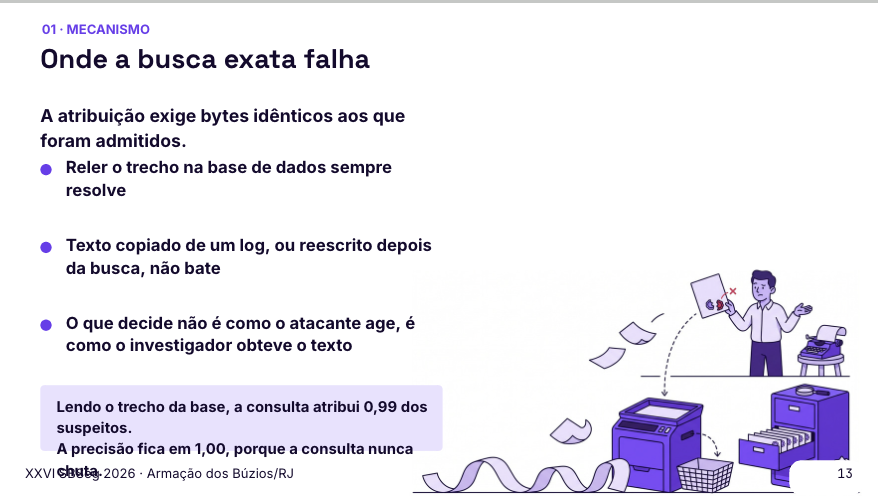 01 · MECANISMO
Onde a busca exata falha
A atribuição exige bytes idênticos aos que
foram admitidos.
Reler o trecho na base de dados sempre
resolve
Texto copiado de um log, ou reescrito depois
da busca, não bate
O que decide não é como o atacante age, é
como o investigador obteve o texto
Lendo o trecho da base, a consulta atribui 0,99 dos
suspeitos.
A precisão fica em 1,00, porque a consulta nunca
chuta.
XXVI SBSeg 2026 · Armação dos Búzios/RJ
13